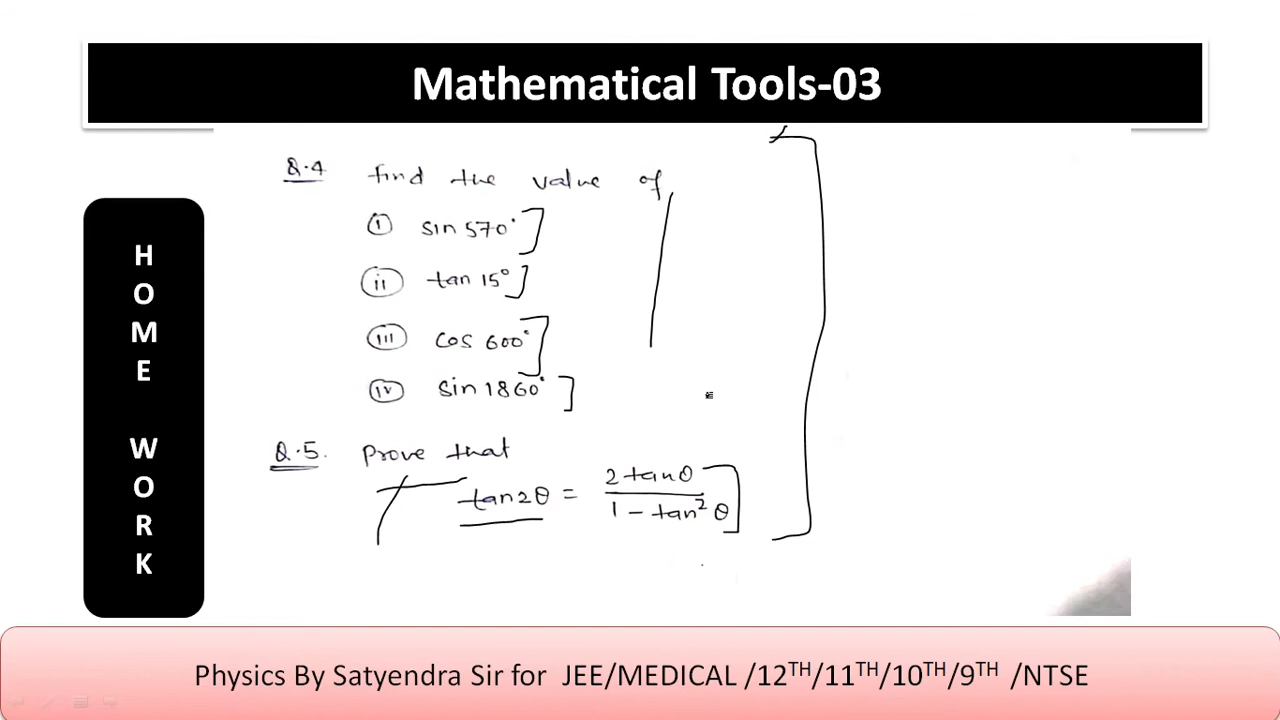 Mathematical Tools-03
HOME WORK
Q.4 find the value of
(i) sin 570°
(ii) tan 15°
(iii) cos 600°
(iv) sin 1860°
Q.5. Prove that
tan2θ = 2tanθ / 1 - tan²θ
Physics By Satyendra Sir for JEE/MEDICAL /12TH/11TH/10TH/9TH /NTSE